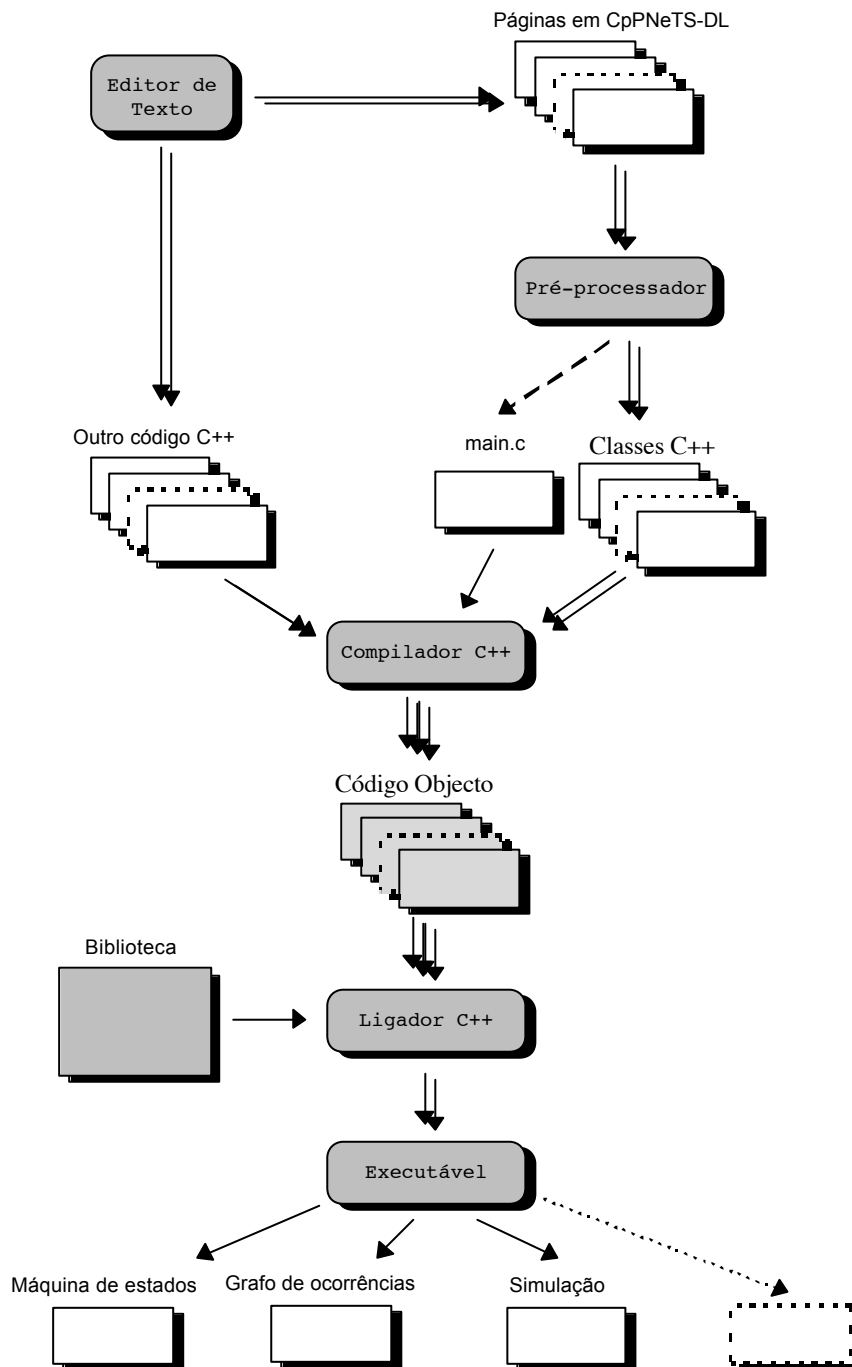 Páginas em CpPNeTS-DL
Editor de
Texto
Pré-processador
Outro código C++
main.c
Classes C++
Compilador C++
Código Objecto
Biblioteca
Ligador C++
Executável
Máquina de estados
Grafo de ocorrências
Simulação